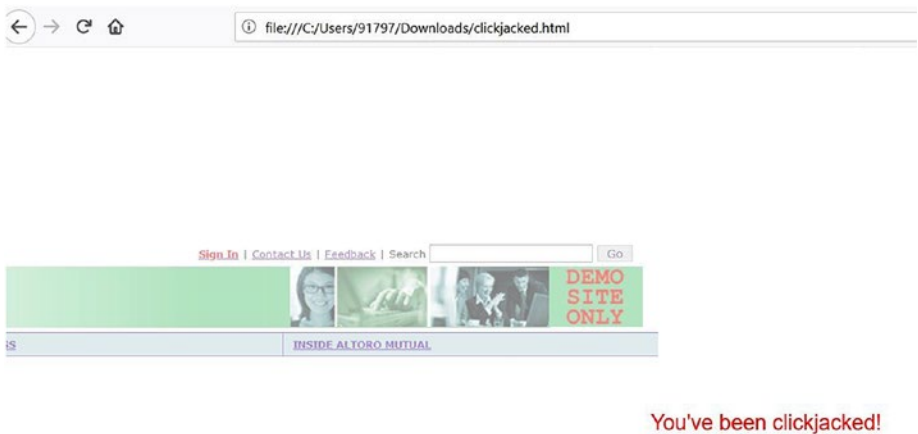 file:///C:/Users/91797/Downloads/clickjacked.html
Sign In | Contact Us | Feedback | Search Go
DEMO
SITE
ONLY
SS INSIDE ALTORO MUTUAL
You've been clickjacked!